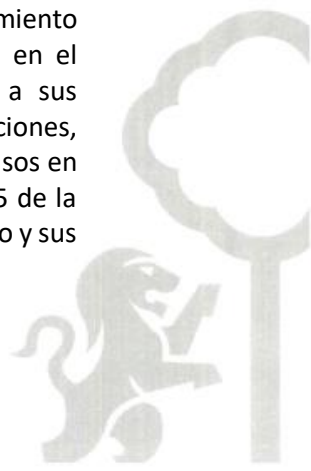 miento
en el
a sus
ciones,
sos en
5 de la
o y sus